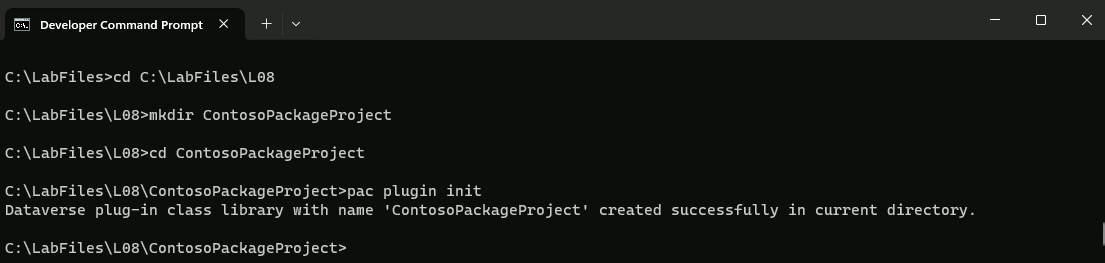 Developer Command Prompt
C:\LabFiles>cd C:\LabFiles\L08
C:\LabFiles\L08>mkdir ContosoPackageProject
C:\LabFiles\L08>cd ContosoPackageProject
C:\LabFiles\L08\ContosoPackageProject>pac plugin init
Dataverse plug-in class library with name 'ContosoPackageProject' created successfully in current directory.
C:\LabFiles\L08\ContosoPackageProject>